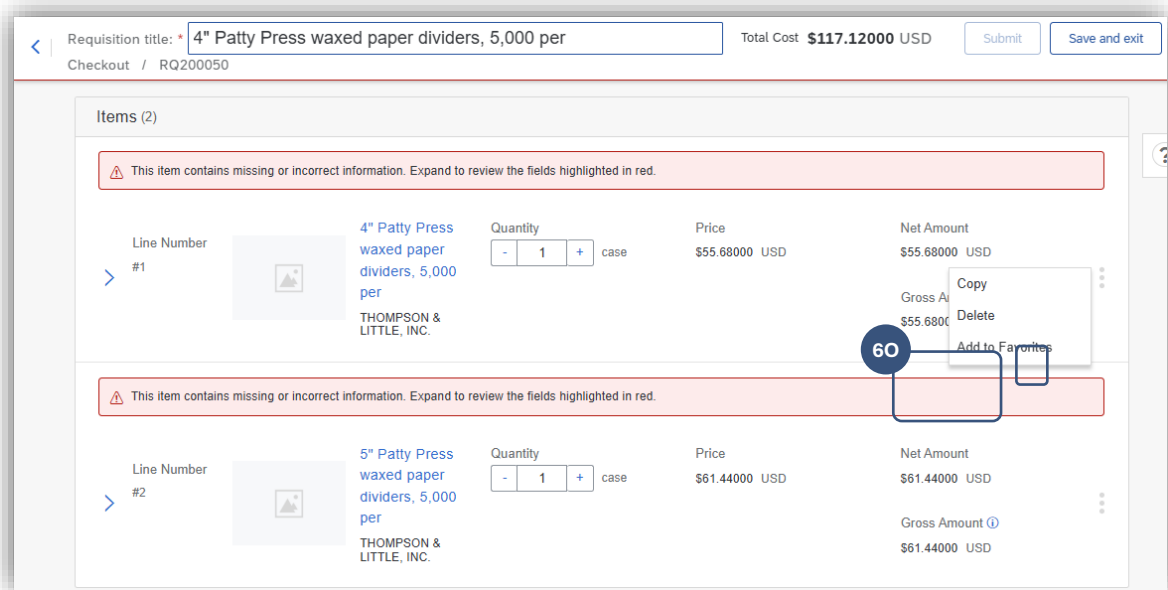 Requisition title: * 4" Patty Press waxed paper dividers, 5,000 per
Total Cost $117.12000 USD
Submit
Save and exit
Checkout / RQ200050
Items (2)
?
This item contains missing or incorrect information. Expand to review the fields highlighted in red.
Line Number
#1
4" Patty Press
waxed paper
dividers, 5,000
per
THOMPSON &
LITTLE, INC.
Quantity
- 1 + case
Price
$55.68000 USD
Net Amount
$55.68000 USD
Gross A
$55.6800
Copy
Delete
Add to Favorites
6O
This item contains missing or incorrect information. Expand to review the fields highlighted in red.
Line Number
#2
5" Patty Press
waxed paper
dividers, 5,000
per
THOMPSON &
LITTLE, INC.
Quantity
- 1 + case
Price
$61.44000 USD
Net Amount
$61.44000 USD
Gross Amount
$61.44000 USD